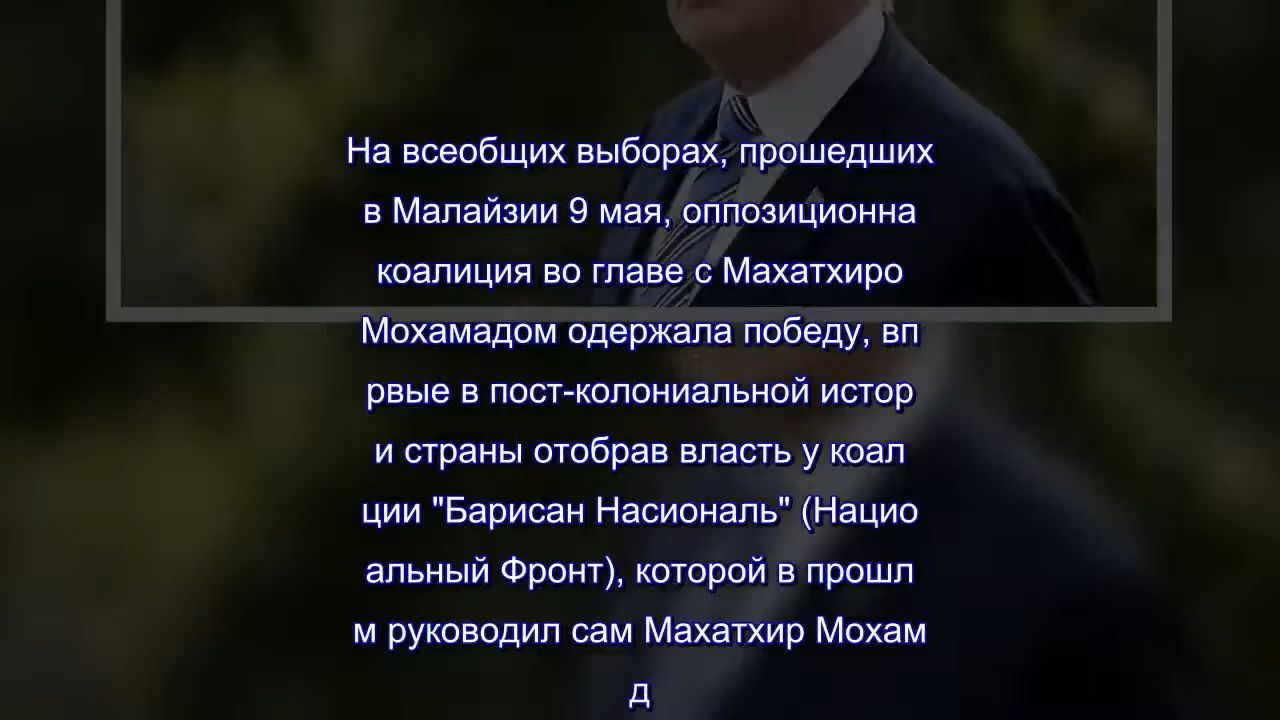 На всеобщих выборах, прошедших
в Малайзии 9 мая, оппозиционна
коалиция во главе с Махатхиро
Мохамадом одержала победу, вп
рвые в пост-колониальной истор
и страны отобрав власть у коал
ции "Барисан Насиональ" (Нацио
альный Фронт), которой в прошл
м руководил сам Махатхир Мохам
д